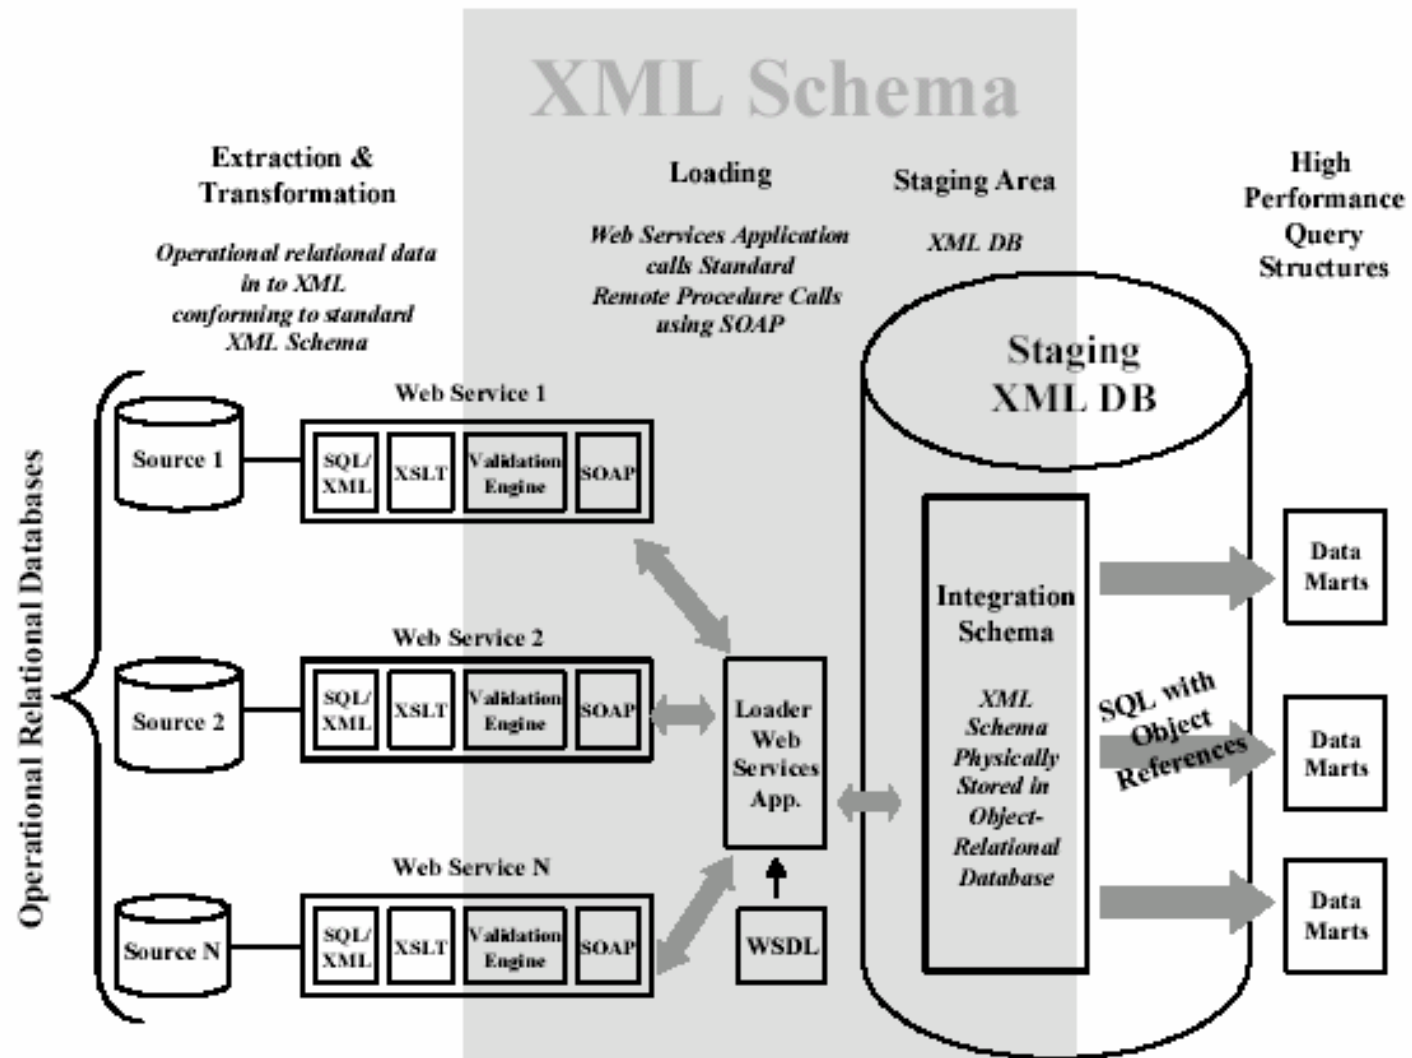 XML Schema
Extraction &
Transformation
Operational relational data
in to XML
conforming to standard
XML Schema
Loading
Web Services Application
calls Standard
Remote Procedure Calls
using SOAP
Staging Area
XML DB
High
Performance
Query
Structures
Operational Relational Databases
Source 1
Web Service 1
SQL/
XML
XSLT
Validation
Engine
SOAP
Source 2
Web Service 2
SQL/
XML
XSLT
Validation
Engine
SOAP
Source N
Web Service N
SQL/
XML
XSLT
Validation
Engine
SOAP
Loader
Web
Services
App.
WSDL
Staging
XML DB
Integration
Schema
XML
Schema
Physically
Stored in
Object-
Relational
Database
SQL with
Object
References
Data
Marts
Data
Marts
Data
Marts